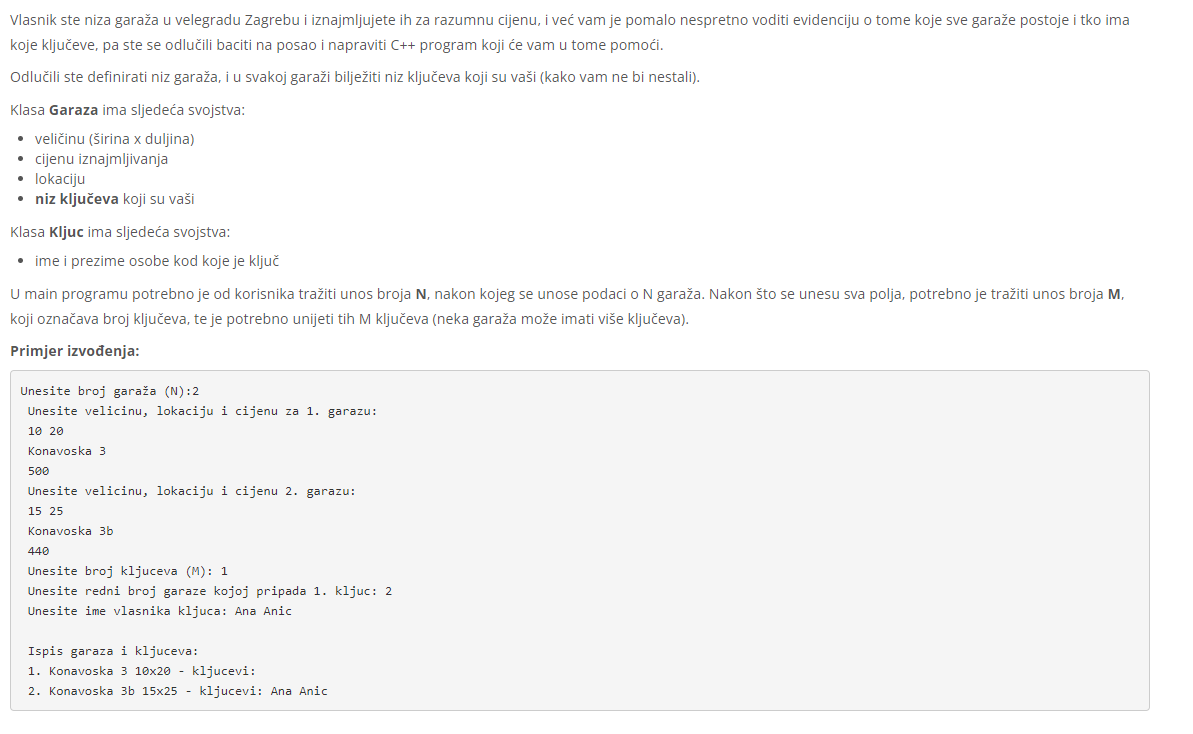 Vlasnik ste niza garaža u velegradu Zagrebu i iznajmljujete ih za razumnu cijenu, i već vam je pomalo nespretno voditi evidenciju o tome koje sve garaže postoje i tko ima
koje ključeve, pa ste se odlučili baciti na posao i napraviti C++ program koji će vam u tome pomoći.
Odlučili ste definirati niz garaža, i u svakoj garaži bilježiti niz ključeva koji su vaši (kako vam ne bi nestali).
Klasa Garaza ima sljedeća svojstva:
• veličinu (širina x duljina)
• cijenu iznajmljivanja
• lokaciju
• niz ključeva koji su vaši
Klasa Kljuc ima sljedeća svojstva:
• ime i prezime osobe kod koje je ključ
U main programu potrebno je od korisnika tražiti unos broja N, nakon kojeg se unose podaci o N garaža. Nakon što se unesu sva polja, potrebno je tražiti unos broja M,
koji označava broj ključeva, te je potrebno unijeti tih M ključeva (neka garaža može imati više ključeva).
Primjer izvođenja:
Unesite broj garaža (N):2
Unesite velicinu, lokaciju i cijenu za 1. garazu:
10 20
Konavoska 3
500
Unesite velicinu, lokaciju i cijenu 2. garazu:
15 25
Konavoska 3b
440
Unesite broj kljuceva (M): 1
Unesite redni broj garaze kojoj pripada 1. kljuc: 2
Unesite ime vlasnika kljuca: Ana Anic
Ispis garaza i kljuceva:
1. Konavoska 3 10x20 - kljucevi:
2. Konavoska 3b 15x25 - kljucevi: Ana Anic